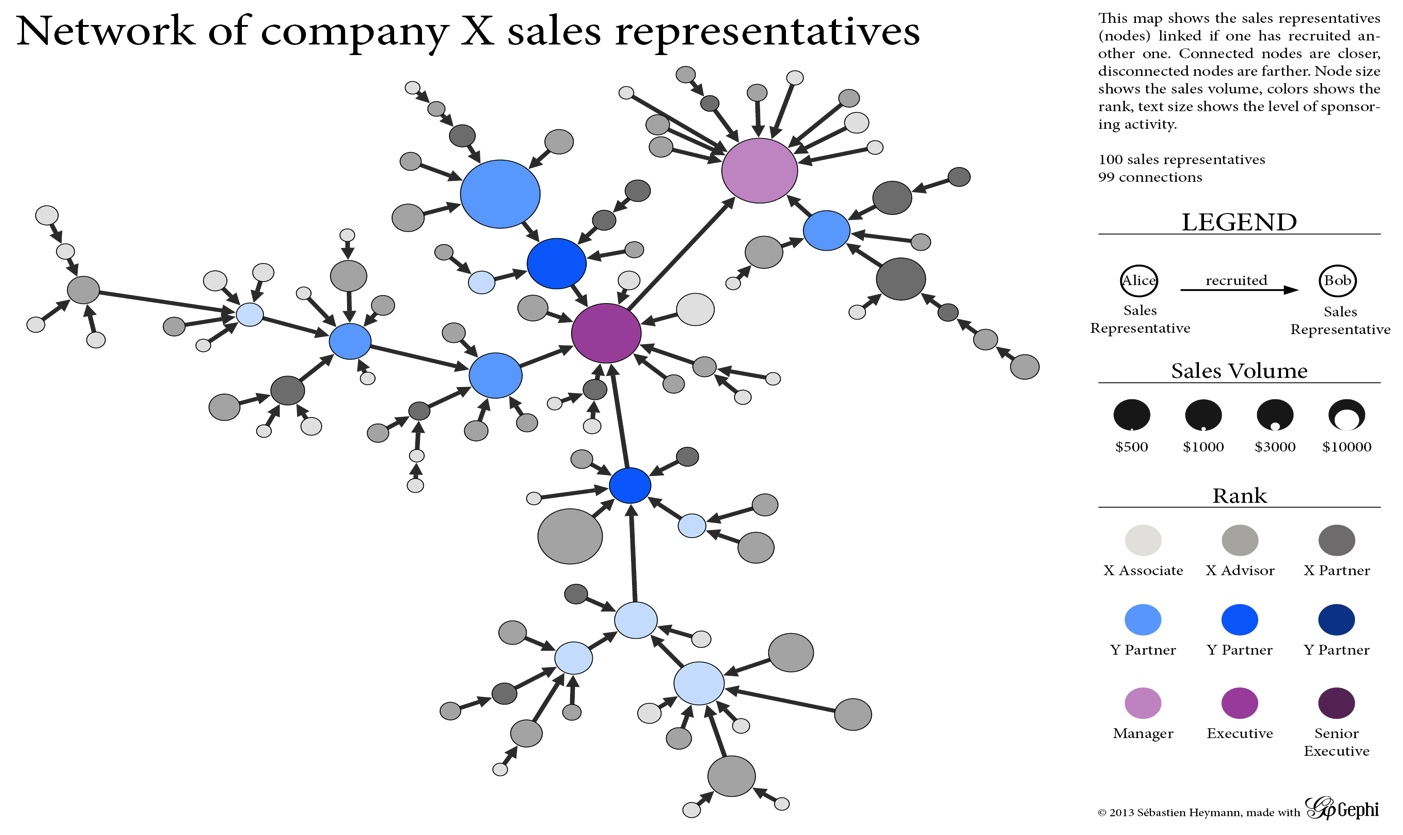 Network of company X sales representatives
This map shows the sales representatives
(nodes) linked if one has recruited an-
other one. Connected nodes are closer,
disconnected nodes are farther. Node size
shows the sales volume, colors shows the
rank, text size shows the level of sponsor-
ing activity.
100 sales representatives
99 connections
LEGEND
Alice recruited Bob
Sales Sales
Representative Representative
Sales Volume
$500 $1000 $3000 $10000
Rank
X Associate X Advisor X Partner
Y Partner Y Partner Y Partner
Manager Executive Senior
Executive
© 2013 Sébastien Heymann, made with Gephi